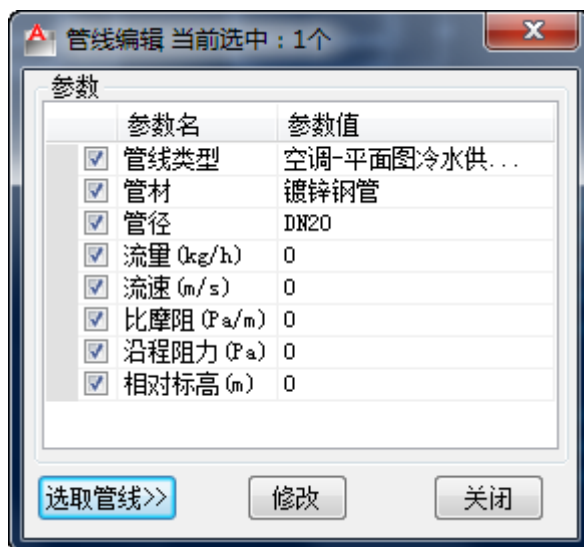 管线编辑 当前选中：1个
参数
参数名 参数值
管线类型 空调-平面图冷水供...
管材 镀锌钢管
管径 DN20
流量(kg/h) 0
流速(m/s) 0
比摩阻(Pa/m) 0
沿程阻力(Pa) 0
相对标高(m) 0
选取管线>> 修改 关闭